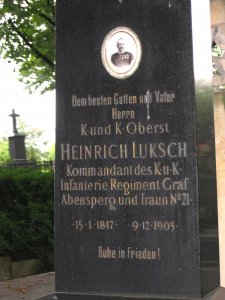 Dem besten Gatten und Vater
Herrn
K·und K·Oberst
HEINRICH LUKSCH
Kommandant des K·u·K·
Infanterie Regiment Graf
Abensperg und Traun No 21·
·15·1·1847· ·9·12·1905·
Ruhe in Frieden!